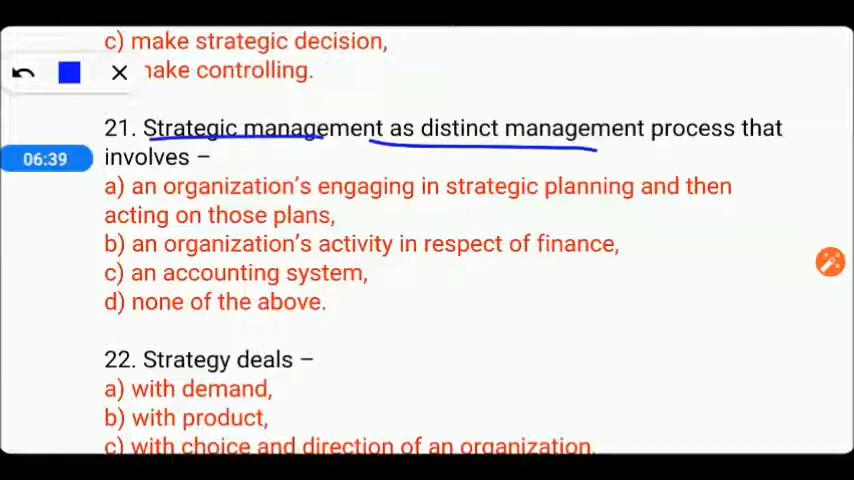 c) make strategic decision,
make controlling.
21. Strategic management as distinct management process that
06:39
involves –
a) an organization's engaging in strategic planning and then
acting on those plans,
b) an organization's activity in respect of finance,
c) an accounting system,
d) none of the above.
22. Strategy deals –
a) with demand,
b) with product,
c) with choice and direction of an organization.